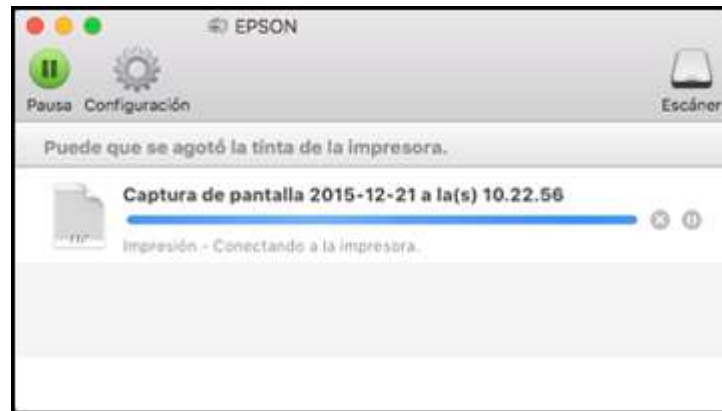 EPSON
Pausa Configuración Escáner
Puede que se agotó la tinta de la impresora.
Captura de pantalla 2015-12-21 a la(s) 10.22.56
Impresión - Conectando a la impresora.